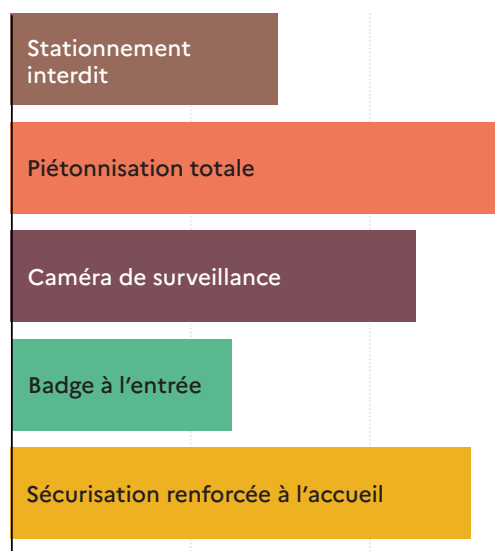 Stationnement
interdit
Piétonnisation totale
Caméra de surveillance
Badge à l’entrée
Sécurisation renforcée à l’accueil